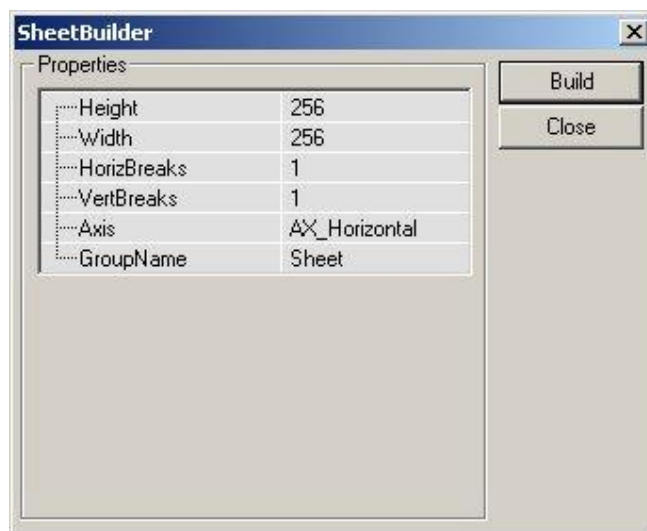 SheetBuilder
Properties
Height 256
Width 256
HorizBreaks 1
VertBreaks 1
Axis AX_Horizontal
GroupName Sheet
Build
Close